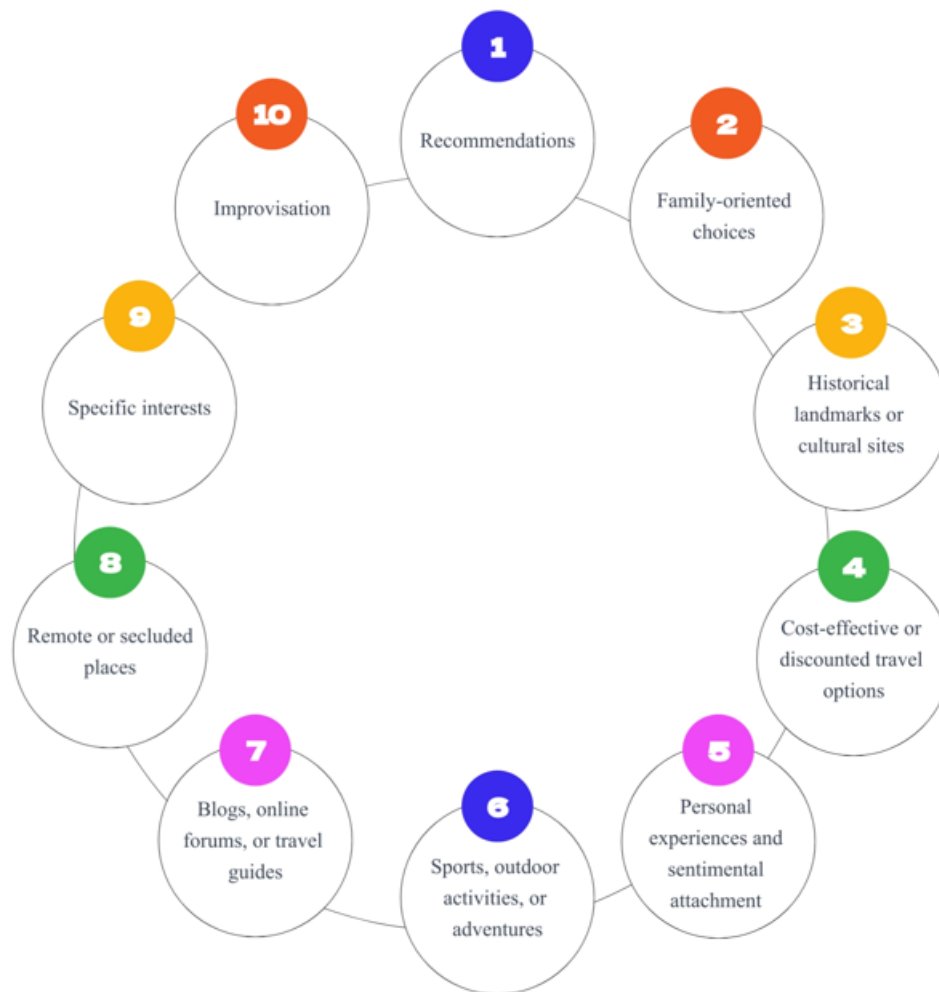 1
Recommendations
2
Family-oriented
choices
3
Historical
landmarks or
cultural sites
4
Cost-effective or
discounted travel
options
5
Personal
experiences and
sentimental
attachment
6
Sports, outdoor
activities, or
adventures
7
Blogs, online
forums, or travel
guides
8
Remote or secluded
places
9
Specific interests
10
Improvisation